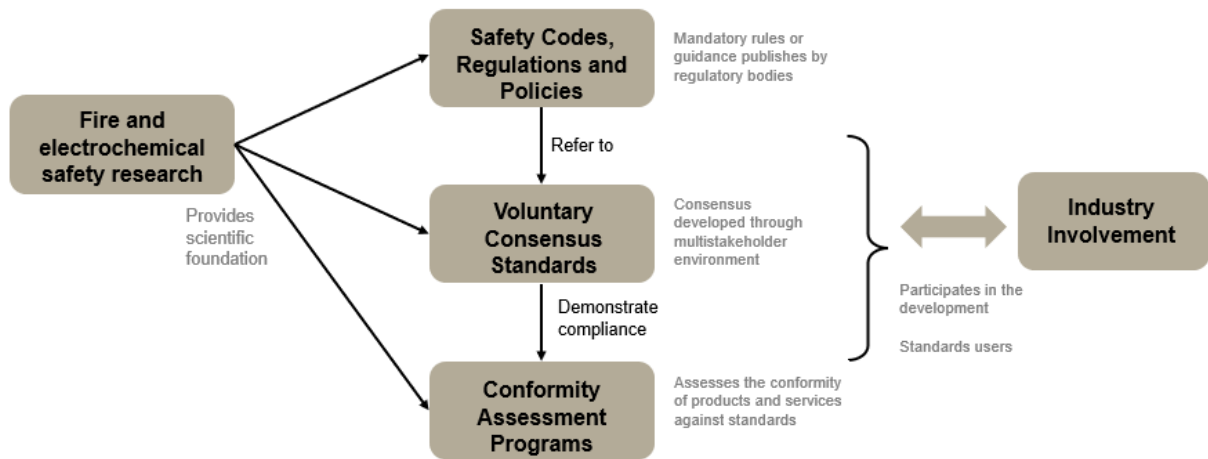 Safety Codes,
Regulations and
Policies
Mandatory rules or
guidance publishes by
regulatory bodies
Fire and
electrochemical
safety research
Provides
scientific
foundation
Refer to
Voluntary
Consensus
Standards
Consensus
developed through
multistakeholder
environment
Industry
Involvement
Participates in the
development
Standards users
Demonstrate
compliance
Conformity
Assessment
Programs
Assesses the conformity
of products and services
against standards